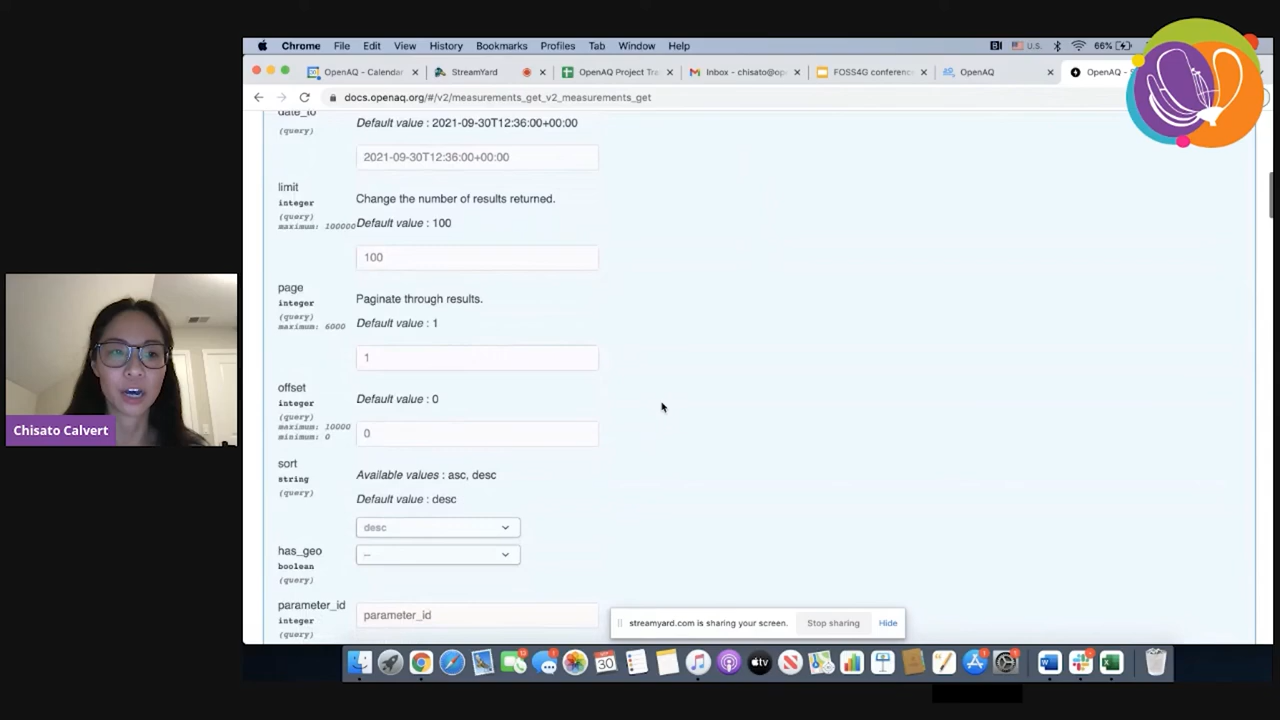 Chrome File Edit View History Bookmarks Profiles Tab Window Help U.S. 66%
OpenAQ - Calendar StreamYard OpenAQ Project Tra Inbox - chisato@op FOSS4G conference OpenAQ OpenAQ - S
docs.openaq.org/#/v2/measurements_get_v2_measurements_get
date_to
(query)
Default value : 2021-09-30T12:36:00+00:00
2021-09-30T12:36:00+00:00
limit
integer
(query)
maximum: 100000
Change the number of results returned.
Default value : 100
100
page
integer
(query)
maximum: 6000
Paginate through results.
Default value : 1
1
offset
integer
(query)
maximum: 10000
minimum: 0
Default value : 0
0
sort
string
(query)
Available values : asc, desc
Default value : desc
desc
has_geo
boolean
(query)
--
parameter_id
integer
(query)
parameter_id
streamyard.com is sharing your screen. Stop sharing Hide
Chisato Calvert
SEP
30
tv